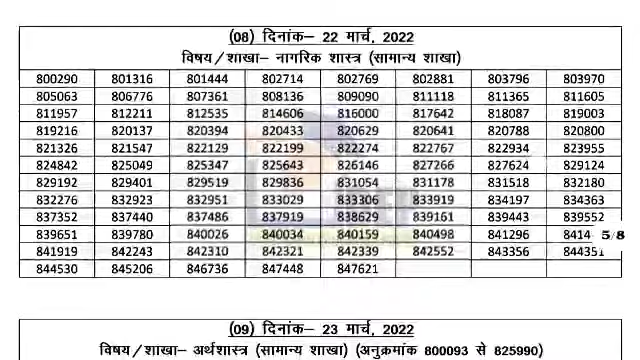 (08) दिनांक– 22 मार्च, 2022
विषय/शाखा– नागरिक शास्त्र (सामान्य शाखा)
800290 801316 801444 802714 802769 802881 803796 803970
805063 806776 807361 808136 809090 811118 811365 811605
811957 812211 812535 814606 816000 817642 818087 819003
819216 820137 820394 820433 820629 820641 820788 820800
821326 821547 822129 822199 822274 822767 822934 823955
824842 825049 825347 825643 826146 827266 827624 829124
829192 829401 829519 829836 831054 831178 831518 832180
832276 832923 832951 833029 833306 833919 834197 834363
837352 837440 837486 837919 838629 839161 839443 839552
839651 839780 840026 840034 840159 840498 841296 8414 5/8
841919 842243 842310 842321 842339 842552 843356 844351
844530 845206 846736 847448 847621
(09) दिनांक– 23 मार्च, 2022
विषय/शाखा– अर्थशास्त्र (सामान्य शाखा) (अनुक्रमांक 800093 से 825990)